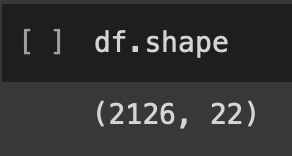 [ ] df.shape
(2126, 22)